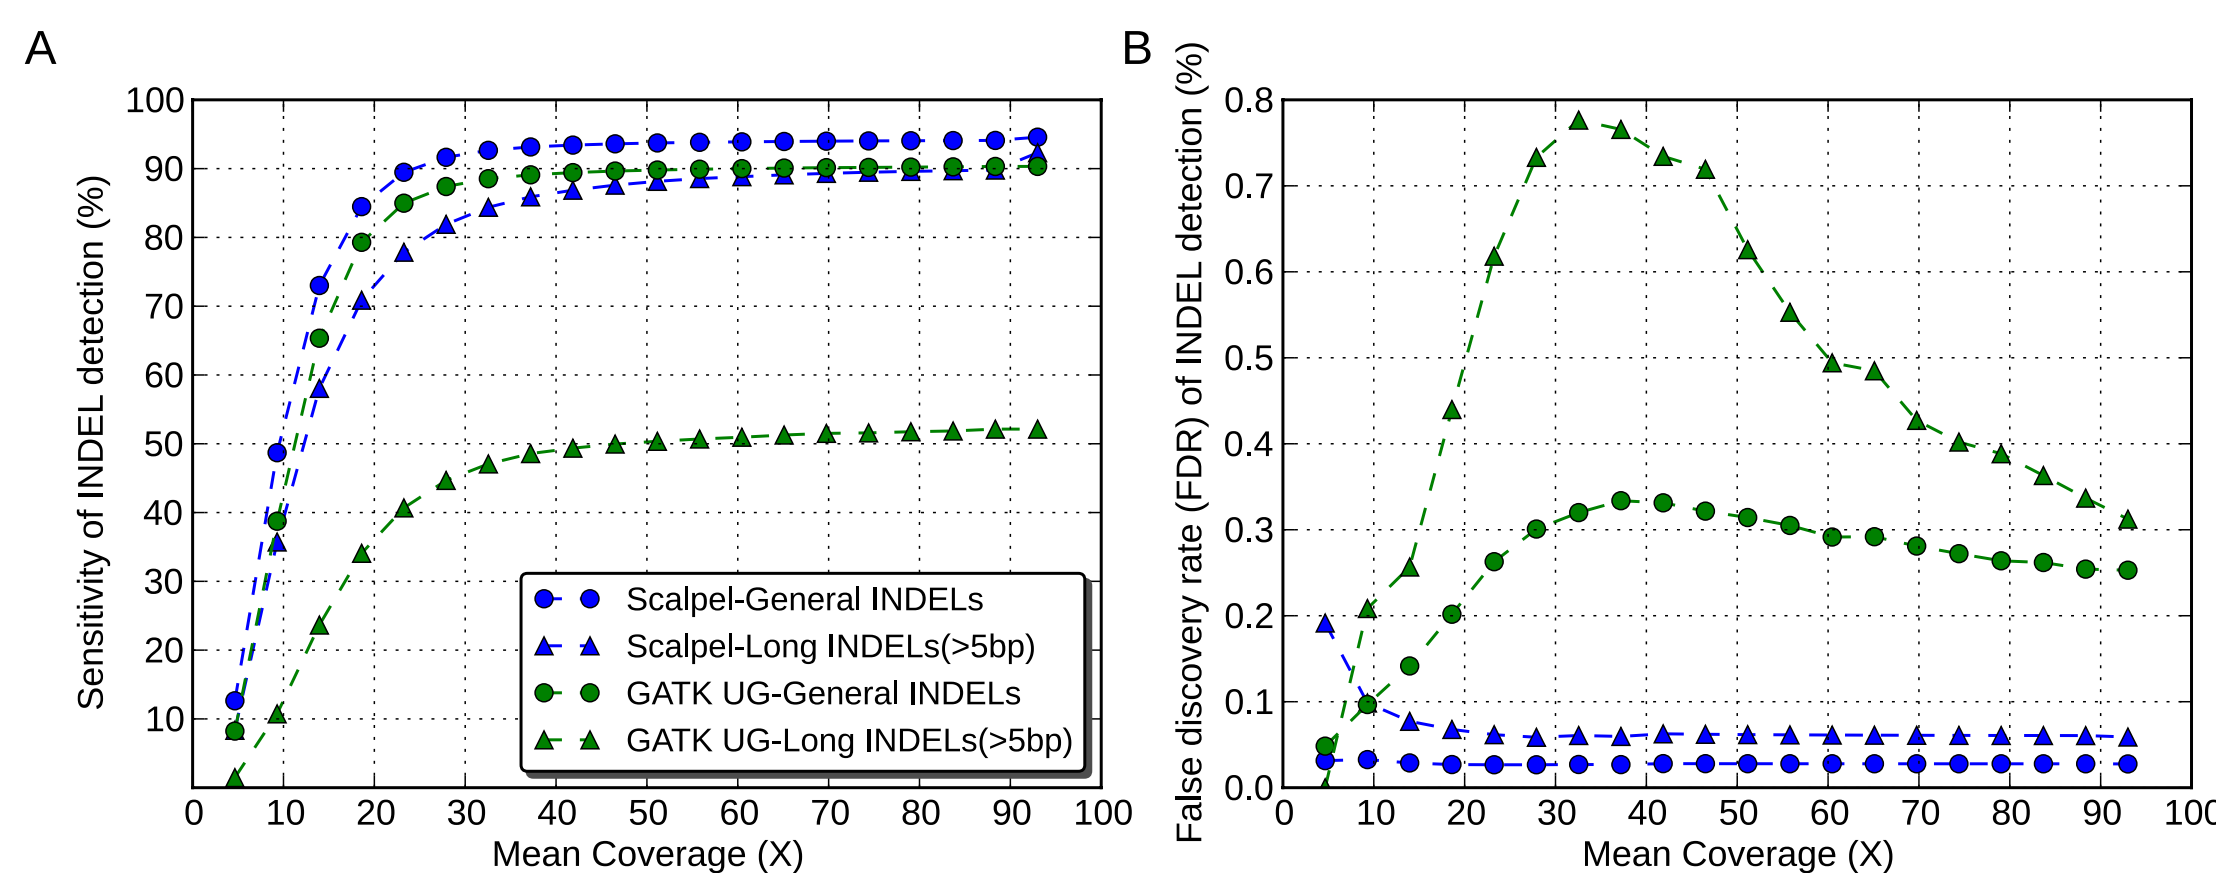 A
Sensitivity of INDEL detection (%)
100
90
80
70
60
50
40
30
20
10
0 10 20 30 40 50 60 70 80 90 100
Mean Coverage (X)
Scalpel-General INDELs
Scalpel-Long INDELs(>5bp)
GATK UG-General INDELs
GATK UG-Long INDELs(>5bp)
B
False discovery rate (FDR) of INDEL detection (%)
0.8
0.7
0.6
0.5
0.4
0.3
0.2
0.1
0.0
0 10 20 30 40 50 60 70 80 90 100
Mean Coverage (X)